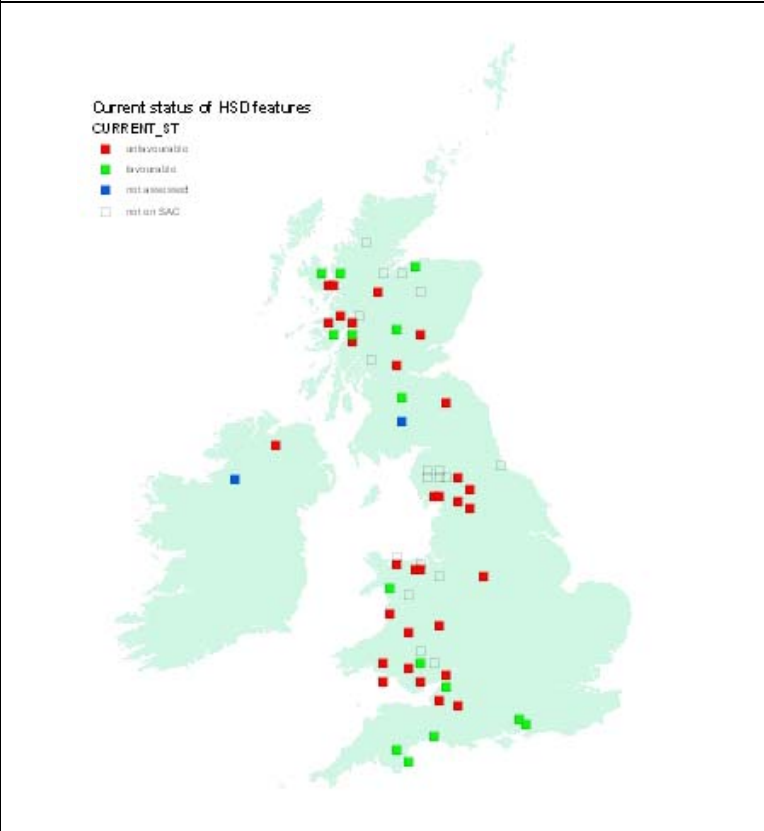 Current status of HSD features
CURRENT_ST
unfavourable
favourable
not assessed
not on SAC